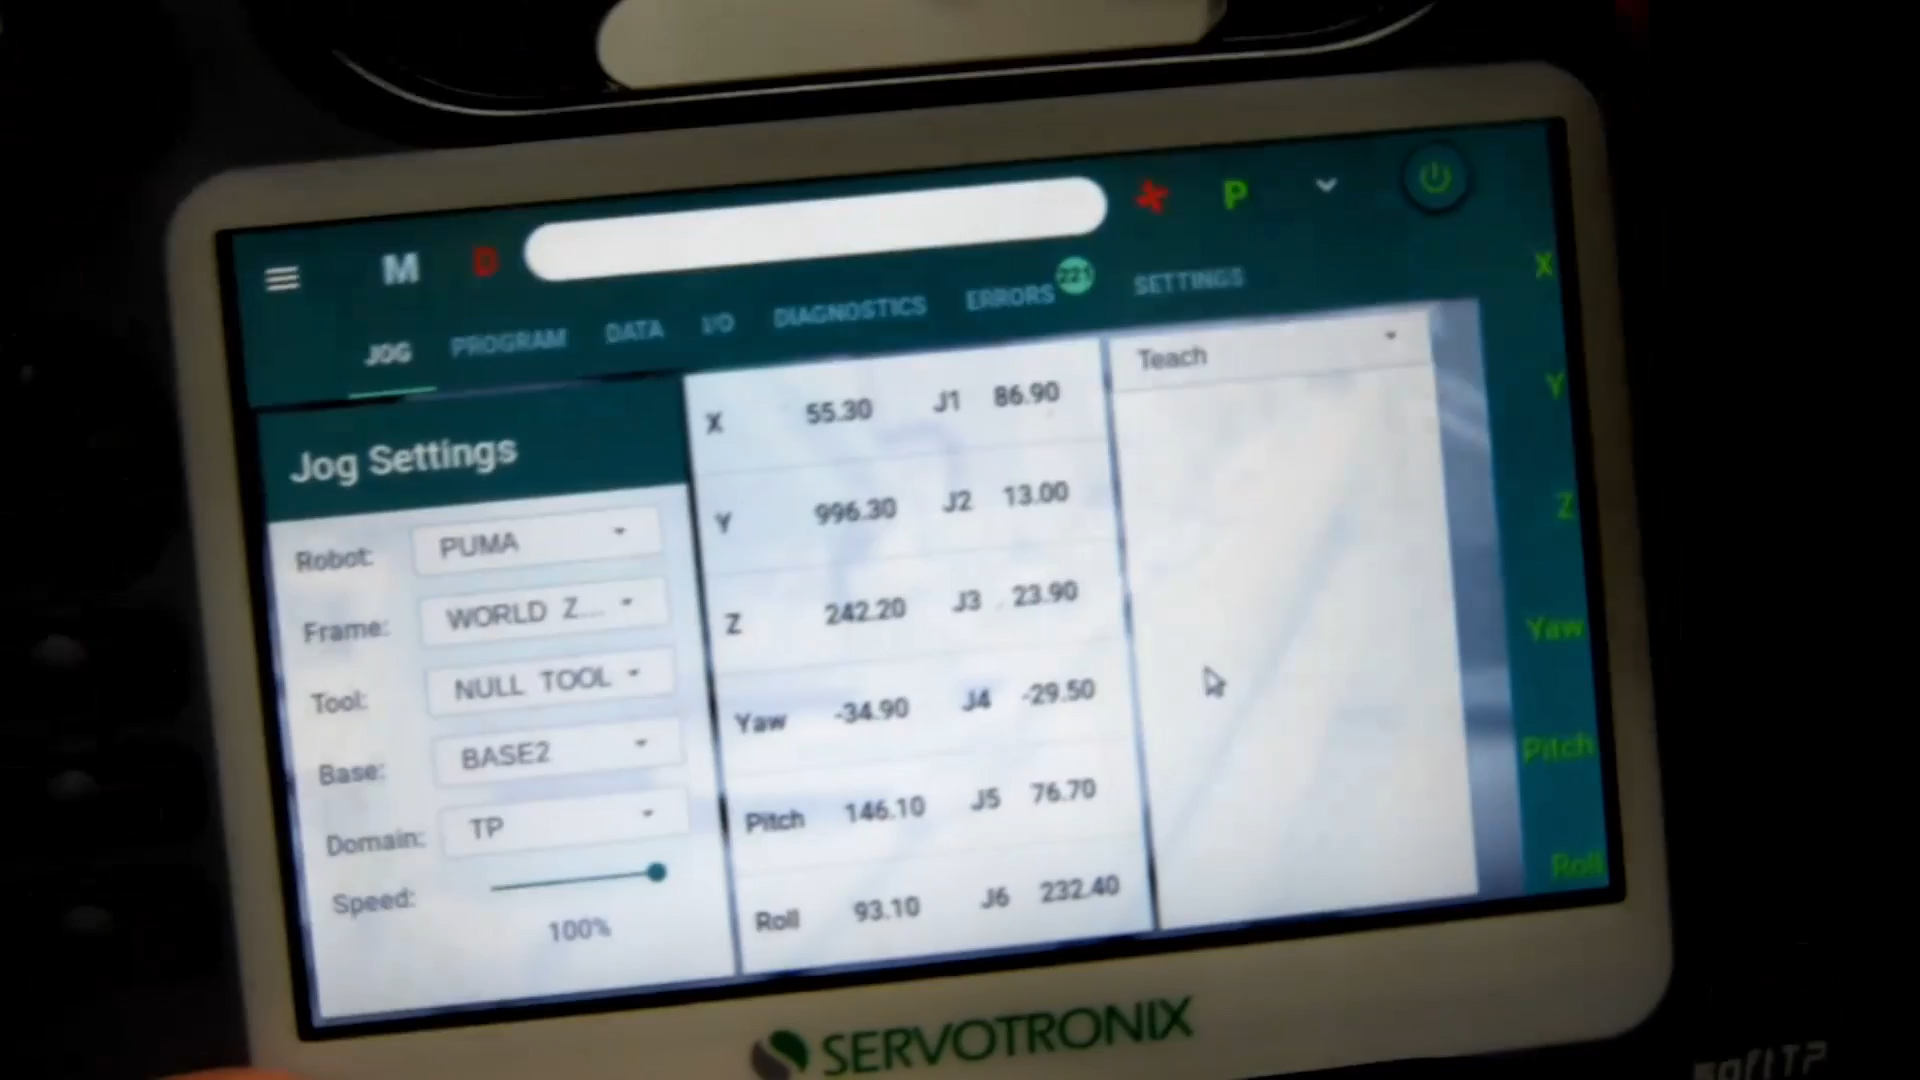 M D P
JOG PROGRAM DATA I/O DIAGNOSTICS ERRORS 221 SETTINGS
Jog Settings
Robot: PUMA
Frame: WORLD Z...
Tool: NULL TOOL
Base: BASE2
Domain: TP
Speed:
100%
X 55.30 J1 86.90
Y 996.30 J2 13.00
Z 242.20 J3 23.90
Yaw -34.90 J4 -29.50
Pitch 146.10 J5 76.70
Roll 93.10 J6 232.40
Teach
X
Y
Z
Yaw
Pitch
Roll
SERVOTRONIX
softTP